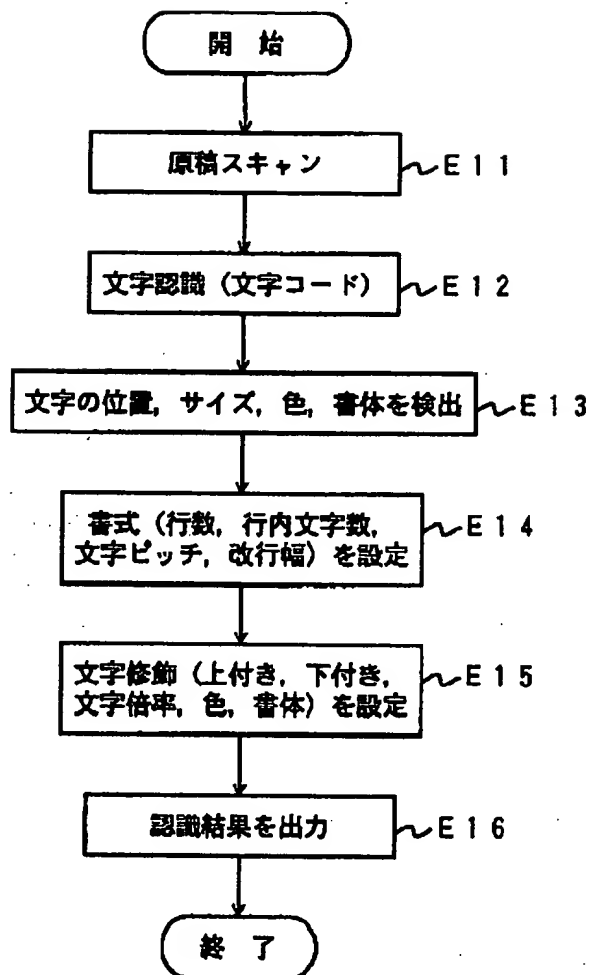 開 始
原稿スキャン E11
文字認識（文字コード） E12
文字の位置，サイズ，色，書体を検出 E13
書式（行数，行内文字数， E14
文字ピッチ，改行幅）を設定
文字修飾（上付き，下付き， E15
文字倍率，色，書体）を設定
認識結果を出力 E16
終 了